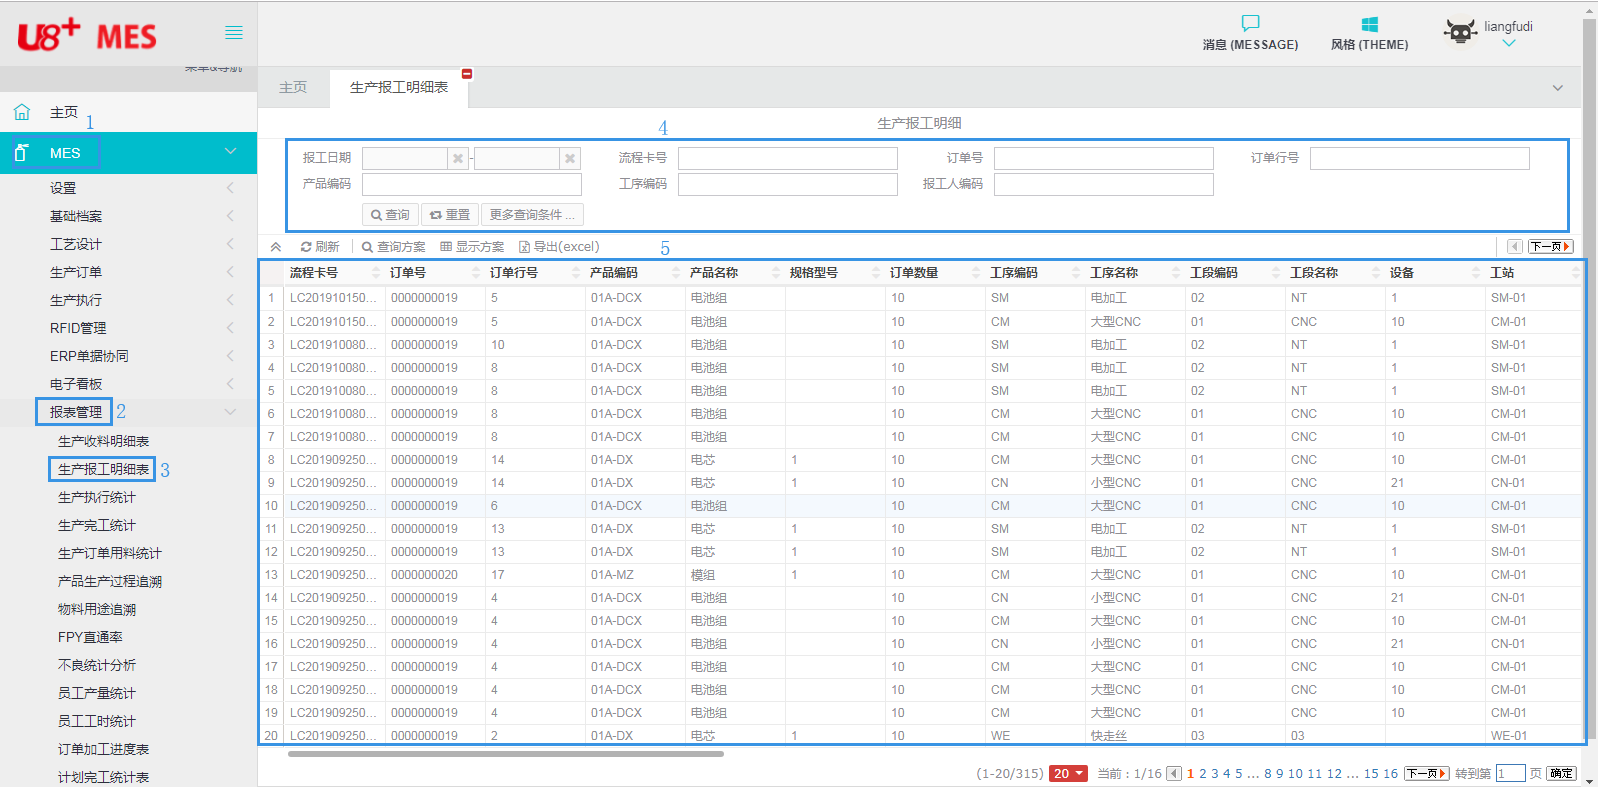 U8+ MES
消息 (MESSAGE)
风格 (THEME)
liangfudi
菜单&导航
主页
生产报工明细表
主页
1
MES
设置
基础档案
工艺设计
生产订单
生产执行
RFID管理
ERP单据协同
电子看板
报表管理 2
生产收料明细表
生产报工明细表 3
生产执行统计
生产完工统计
生产订单用料统计
产品生产过程追溯
物料用途追溯
FPY直通率
不良统计分析
员工产量统计
员工工时统计
订单加工进度表
计划完工统计表
生产报工明细
4
报工日期 - 流程卡号 订单号 订单行号
产品编码 工序编码 报工人编码
查询 重置 更多查询条件 ...
刷新 查询方案 显示方案 导出(excel) 5 下一页
流程卡号 订单号 订单行号 产品编码 产品名称 规格型号 订单数量 工序编码 工序名称 工段编码 工段名称 设备 工站
1 LC201910150... 0000000019 5 01A-DCX 电池组 10 SM 电加工 02 NT 1 SM-01
2 LC201910150... 0000000019 5 01A-DCX 电池组 10 CM 大型CNC 01 CNC 10 CM-01
3 LC201910080... 0000000019 10 01A-DCX 电池组 10 SM 电加工 02 NT 1 SM-01
4 LC201910080... 0000000019 8 01A-DCX 电池组 10 SM 电加工 02 NT 1 SM-01
5 LC201910080... 0000000019 8 01A-DCX 电池组 10 SM 电加工 02 NT 1 SM-01
6 LC201910080... 0000000019 8 01A-DCX 电池组 10 CM 大型CNC 01 CNC 10 CM-01
7 LC201910080... 0000000019 8 01A-DCX 电池组 10 CM 大型CNC 01 CNC 10 CM-01
8 LC201909250... 0000000019 14 01A-DX 电芯 1 10 CM 大型CNC 01 CNC 10 CM-01
9 LC201909250... 0000000019 14 01A-DX 电芯 1 10 CN 小型CNC 01 CNC 21 CN-01
10 LC201909250... 0000000019 6 01A-DCX 电池组 10 CM 大型CNC 01 CNC 10 CM-01
11 LC201909250... 0000000019 13 01A-DX 电芯 1 10 SM 电加工 02 NT 1 SM-01
12 LC201909250... 0000000019 13 01A-DX 电芯 1 10 SM 电加工 02 NT 1 SM-01
13 LC201909250... 0000000020 17 01A-MZ 模组 1 10 CM 大型CNC 01 CNC 10 CM-01
14 LC201909250... 0000000019 4 01A-DCX 电池组 10 CN 小型CNC 01 CNC 21 CN-01
15 LC201909250... 0000000019 4 01A-DCX 电池组 10 CM 大型CNC 01 CNC 10 CM-01
16 LC201909250... 0000000019 4 01A-DCX 电池组 10 CN 小型CNC 01 CNC 21 CN-01
17 LC201909250... 0000000019 4 01A-DCX 电池组 10 CM 大型CNC 01 CNC 10 CM-01
18 LC201909250... 0000000019 4 01A-DCX 电池组 10 CM 大型CNC 01 CNC 10 CM-01
19 LC201909250... 0000000019 4 01A-DCX 电池组 10 CM 大型CNC 01 CNC 10 CM-01
20 LC201909250... 0000000019 2 01A-DX 电芯 1 10 WE 快走丝 03 03 WE-01
(1-20/315) 20 当前：1/16 1 2 3 4 5 ... 8 9 10 11 12 ... 15 16 下一页 转到第 1 页 确定